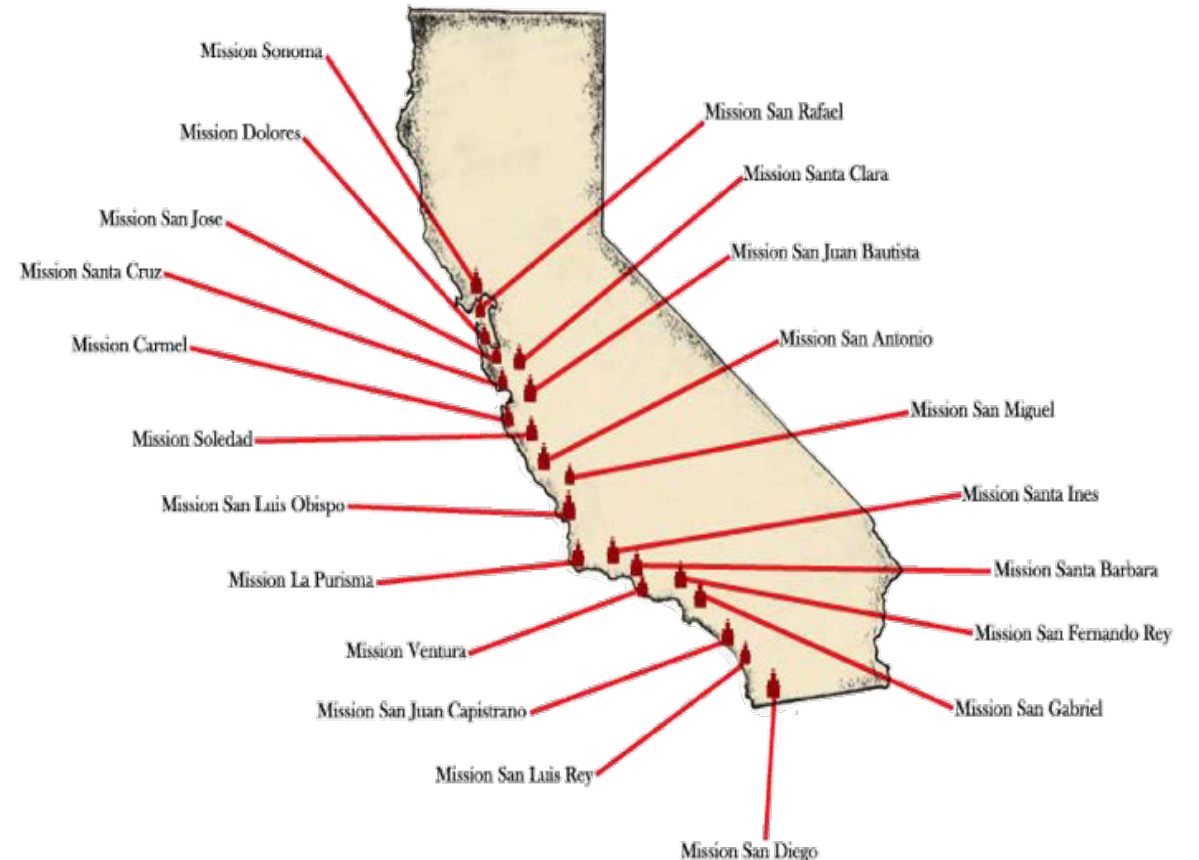 Mission Sonoma
Mission San Rafael
Mission Dolores
Mission Santa Clara
Mission San Jose
Mission San Juan Bautista
Mission Santa Cruz
Mission San Antonio
Mission Carmel
Mission San Miguel
Mission Soledad
Mission Santa Ines
Mission San Luis Obispo
Mission Santa Barbara
Mission La Purisma
Mission San Fernando Rey
Mission Ventura
Mission San Gabriel
Mission San Juan Capistrano
Mission San Luis Rey
Mission San Diego